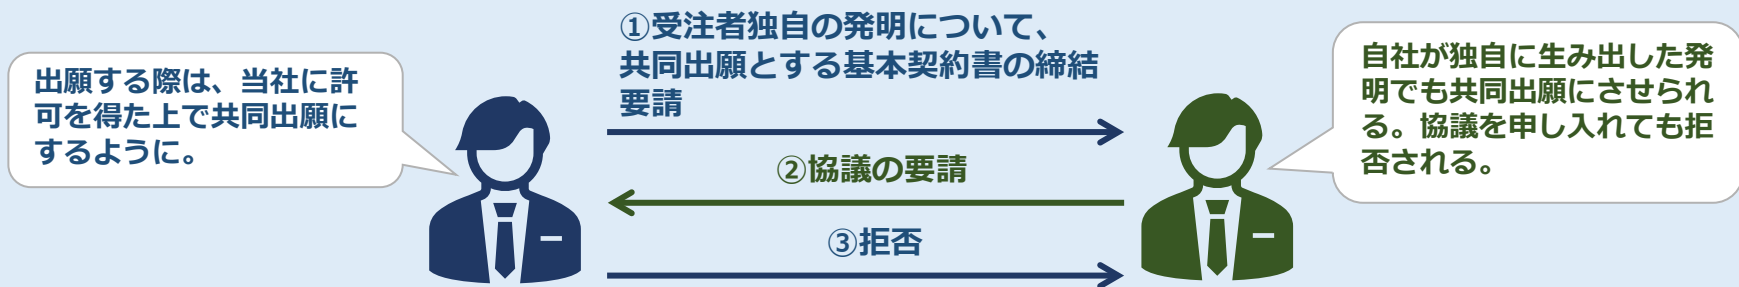 出願する際は、当社に許
可を得た上で共同出願に
するように。
①受注者独自の発明について、
共同出願とする基本契約書の締結
要請
②協議の要請
③拒否
自社が独自に生み出した発
明でも共同出願にさせられ
る。協議を申し入れても拒
否される。